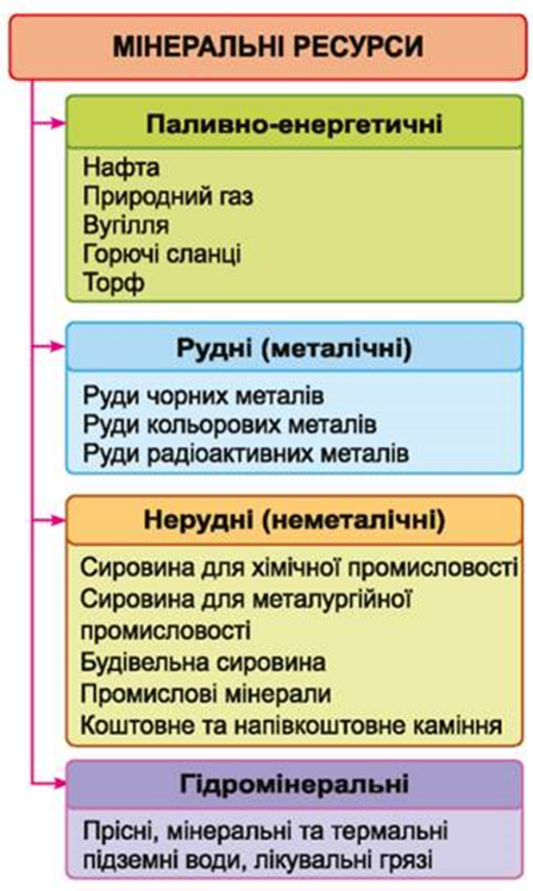 МІНЕРАЛЬНІ РЕСУРСИ
Паливно-енергетичні
Нафта
Природний газ
Вугілля
Горючі сланці
Торф
Рудні (металічні)
Руди чорних металів
Руди кольорових металів
Руди радіоактивних металів
Нерудні (неметалічні)
Сировина для хімічної промисловості
Сировина для металургійної
промисловості
Будівельна сировина
Промислові мінерали
Коштовне та напівкоштовне каміння
Гідромінеральні
Прісні, мінеральні та термальні
підземні води, лікувальні грязі